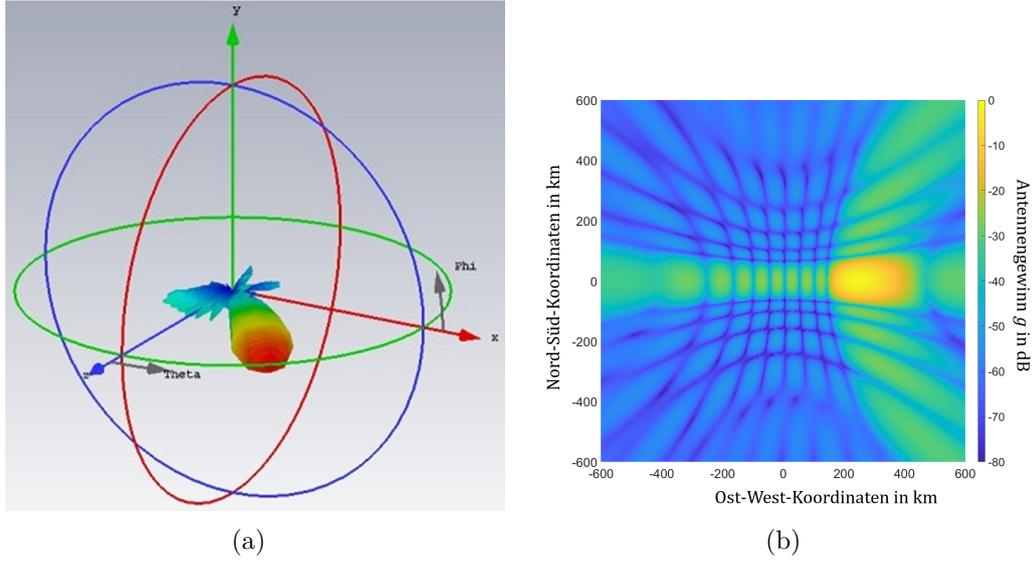 y
Phi
x
z
Theta
(a)
600
400
200
0
-200
-400
-600
-600
-400
-200
0
200
400
600
Nord-Süd-Koordinaten in km
Ost-West-Koordinaten in km
0
-10
-20
-30
-40
-50
-60
-70
-80
Antennengewinn g in dB
(b)